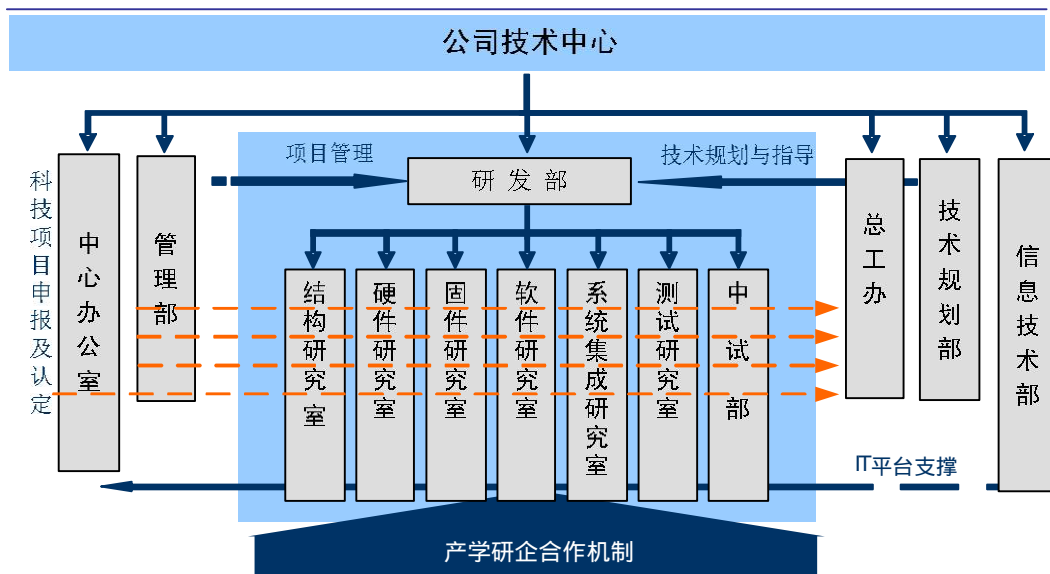 公司技术中心
项目管理
技术规划与指导
研发部
科技项目申报及认定
中心办公室
管理部
总工办
技术规划部
信息技术部
结构研究室
硬件研究室
固件研究室
软件研究室
系统集成研究室
测试研究室
中试部
IT平台支撑
产学研企合作机制